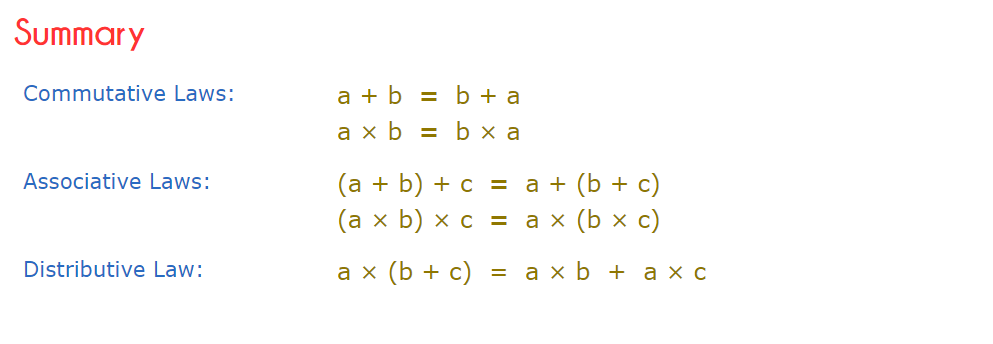 Summary
Commutative Laws: a + b = b + a
a × b = b × a
Associative Laws: (a + b) + c = a + (b + c)
(a × b) × c = a × (b × c)
Distributive Law: a × (b + c) = a × b + a × c